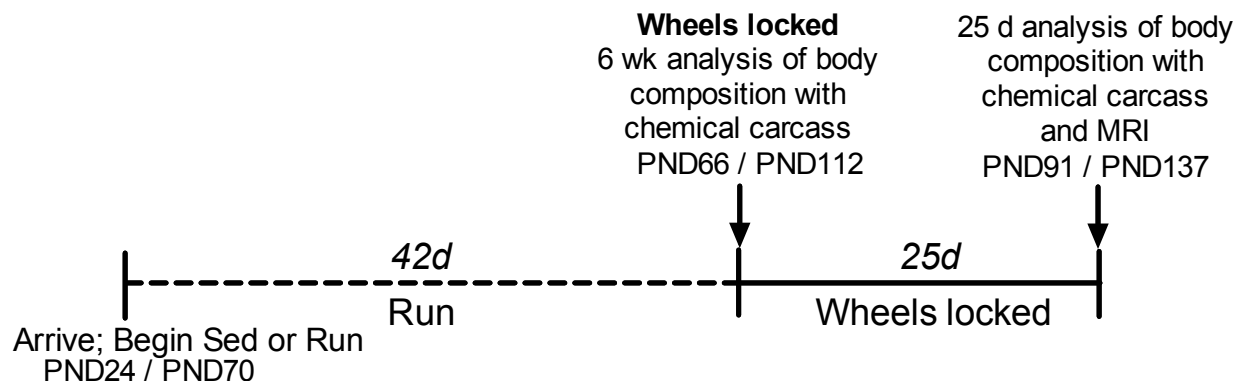 Wheels locked
6 wk analysis of body
composition with
chemical carcass
PND66 / PND112
25 d analysis of body
composition with
chemical carcass
and MRI
PND91 / PND137
42d
25d
Run
Wheels locked
Arrive; Begin Sed or Run
PND24 / PND70